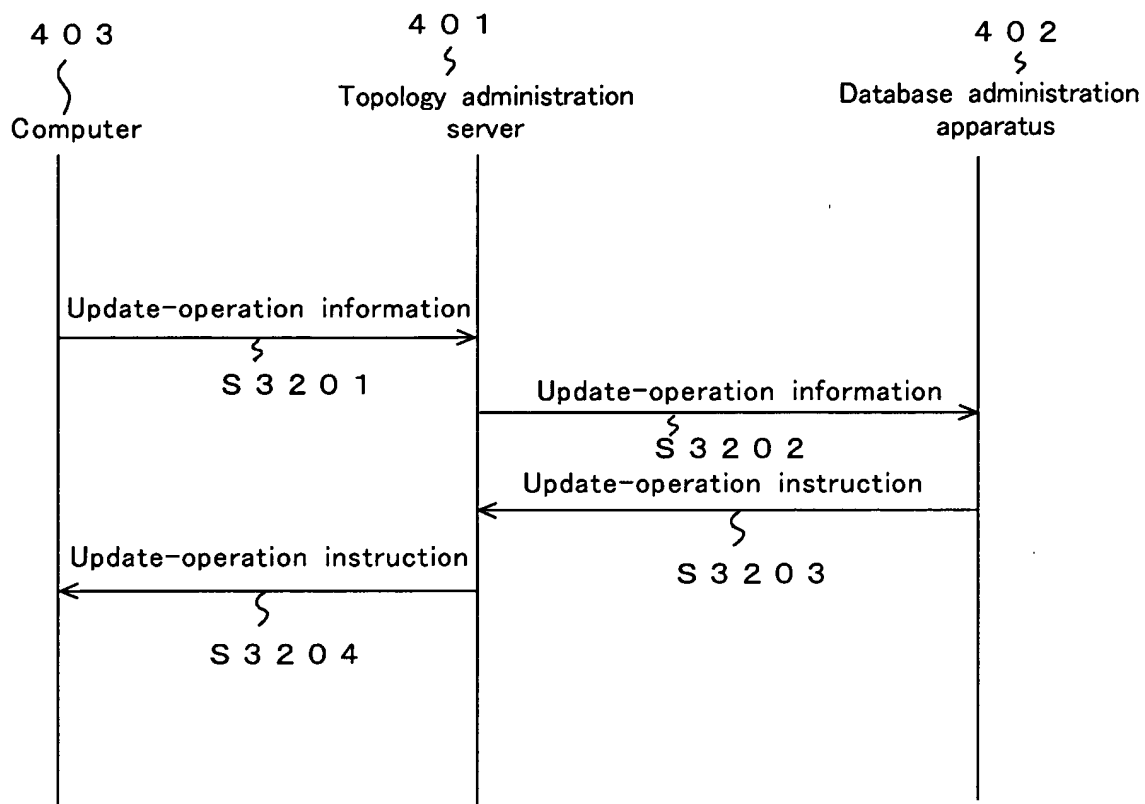 403
401
402
Computer
Topology administration
server
Database administration
apparatus
Update-operation information
S3201
Update-operation information
S3202
Update-operation instruction
S3203
Update-operation instruction
S3204